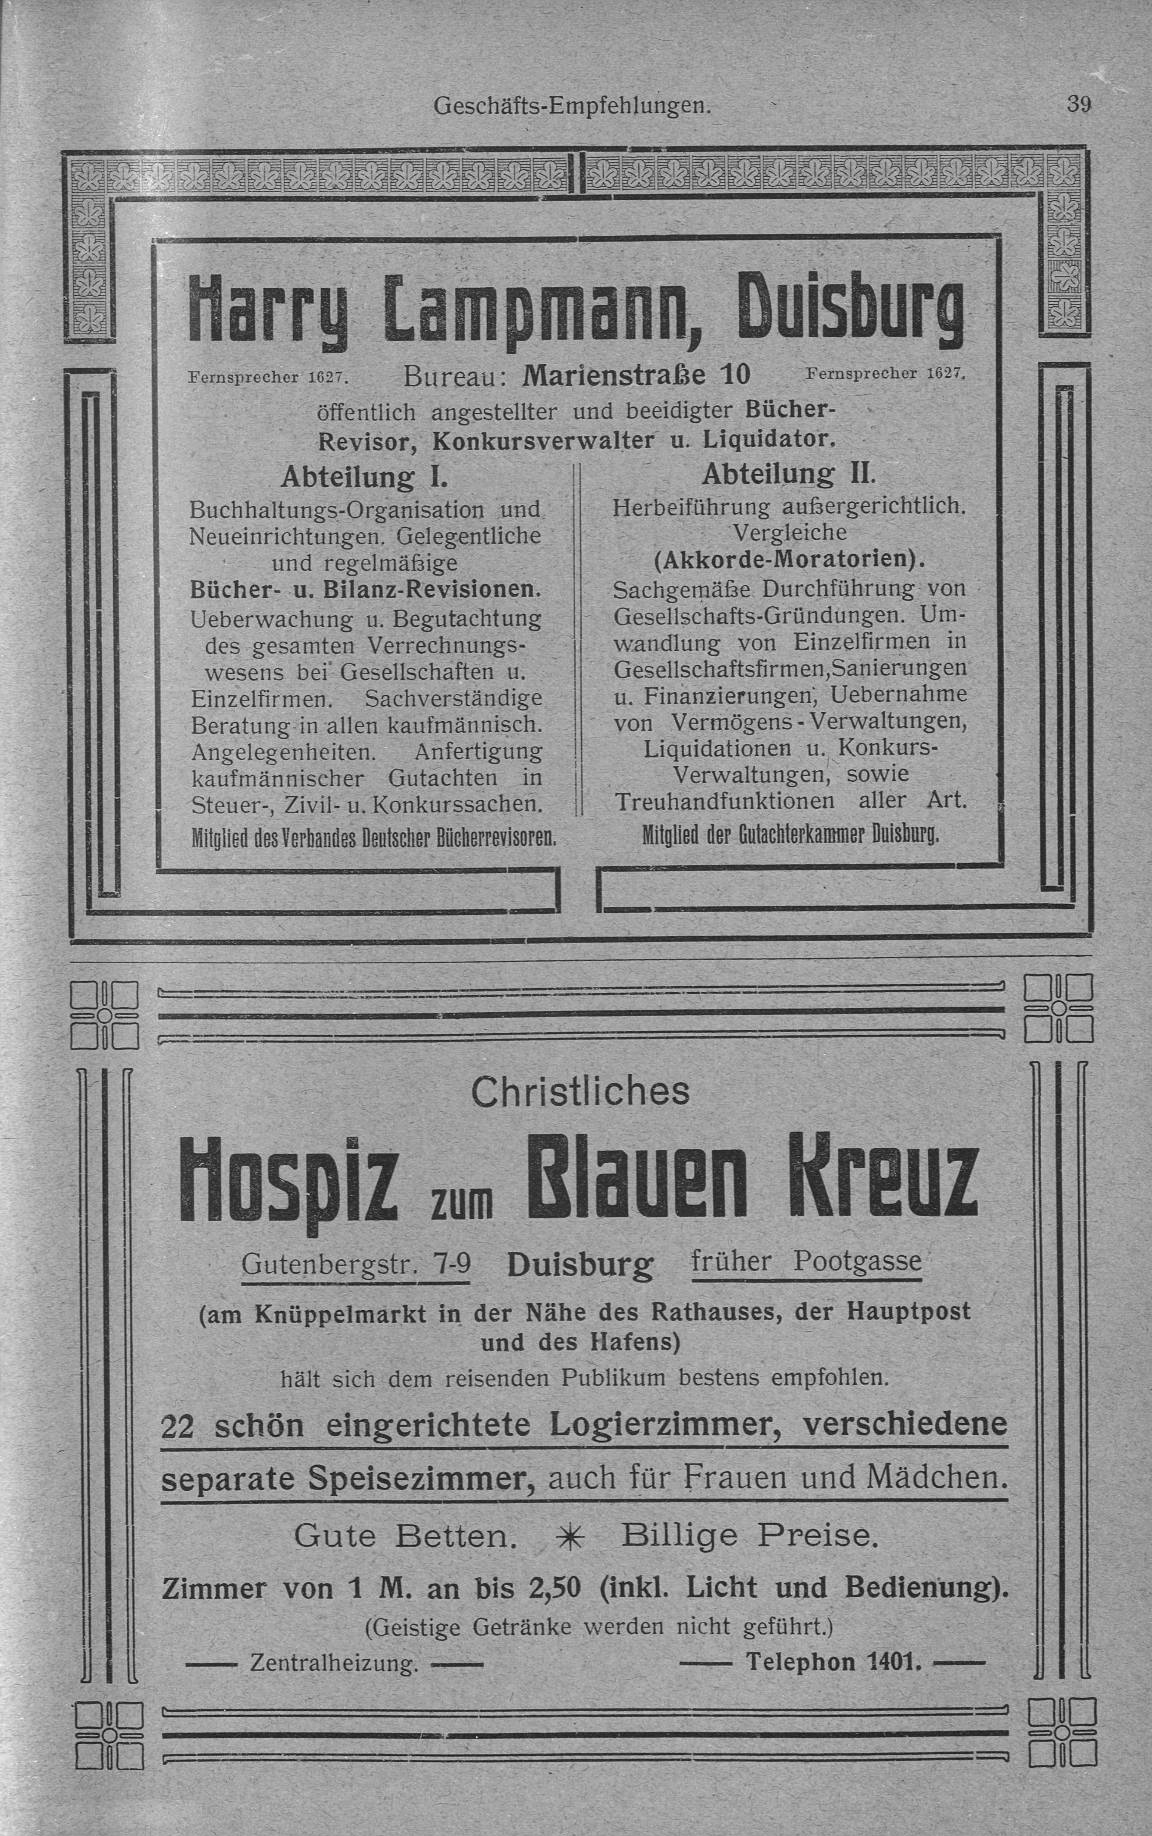 Geschäfts-Empfehlungen. 39
Harry Campmann, Duisburg
Fernsprecher 1627. Bureau: Marienstraße 10 Fernsprecher 1627.
öffentlich angestellter und beeidigter Bücher-
Revisor, Konkursverwalter u. Liquidator.
Abteilung I.
Buchhaltungs-Organisation und
Neueinrichtungen. Gelegentliche
und regelmäßige
Bücher- u. Bilanz-Revisionen.
Ueberwachung u. Begutachtung
des gesamten Verrechnungs-
wesens bei Gesellschaften u.
Einzelfirmen. Sachverständige
Beratung in allen kaufmännisch.
Angelegenheiten. Anfertigung
kaufmännischer Gutachten in
Steuer-, Zivil- u. Konkurssachen.
Mitglied des Verbandes Deutscher Bücherrevisoren.
Abteilung II.
Herbeiführung außergerichtlich.
Vergleiche
(Akkorde-Moratorien).
Sachgemäße Durchführung von
Gesellschafts-Gründungen. Um-
wandlung von Einzelfirmen in
Gesellschaftsfirmen, Sanierungen
u. Finanzierungen, Uebernahme
von Vermögens-Verwaltungen,
Liquidationen u. Konkurs-
Verwaltungen, sowie
Treuhandfunktionen aller Art.
Mitglied der Gutachterkammer Duisburg.
Christliches
Hospiz zum Blauen Kreuz
Gutenbergstr. 7-9 Duisburg früher Pootgasse
(am Knüppelmarkt in der Nähe des Rathauses, der Hauptpost
und des Hafens)
hält sich dem reisenden Publikum bestens empfohlen.
22 schön eingerichtete Logierzimmer, verschiedene
separate Speisezimmer, auch für Frauen und Mädchen.
Gute Betten. * Billige Preise.
Zimmer von 1 M. an bis 2,50 (inkl. Licht und Bedienung).
(Geistige Getränke werden nicht geführt.)
— Zentralheizung. — — Telephon 1401. —